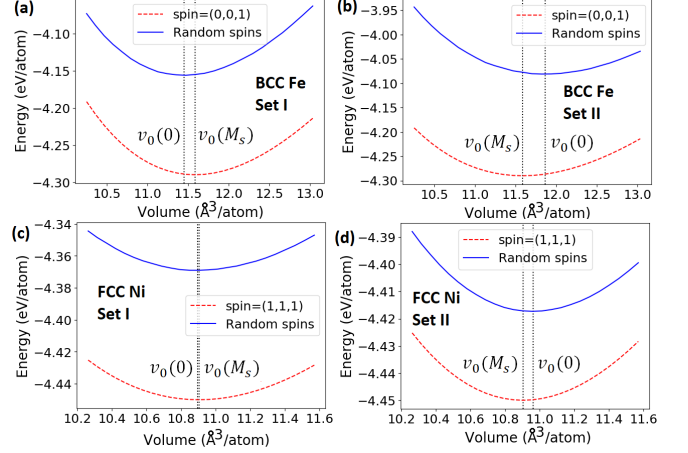 (a)
spin=(0,0,1)
Random spins
−4.10
−4.15
−4.20
−4.25
−4.30
Energy (eV/atom)
BCC Fe
Set I
v₀(0) v₀(Mₛ)
10.5 11.0 11.5 12.0 12.5 13.0
Volume (Å³/atom)
(b)
spin=(0,0,1)
Random spins
−3.95
−4.00
−4.05
−4.10
−4.15
−4.20
−4.25
−4.30
Energy (eV/atom)
BCC Fe
Set II
v₀(Mₛ) v₀(0)
10.5 11.0 11.5 12.0 12.5 13.0
Volume (Å³/atom)
(c)
−4.34
−4.36
−4.38
−4.40
−4.42
−4.44
Energy (eV/atom)
FCC Ni
Set I
spin=(1,1,1)
Random spins
v₀(0) v₀(Mₛ)
10.2 10.4 10.6 10.8 11.0 11.2 11.4 11.6
Volume (Å³/atom)
(d)
spin=(1,1,1)
Random spins
−4.39
−4.40
−4.41
−4.42
−4.43
−4.44
−4.45
Energy (eV/atom)
FCC Ni
Set II
v₀(Mₛ) v₀(0)
10.2 10.4 10.6 10.8 11.0 11.2 11.4 11.6
Volume (Å³/atom)